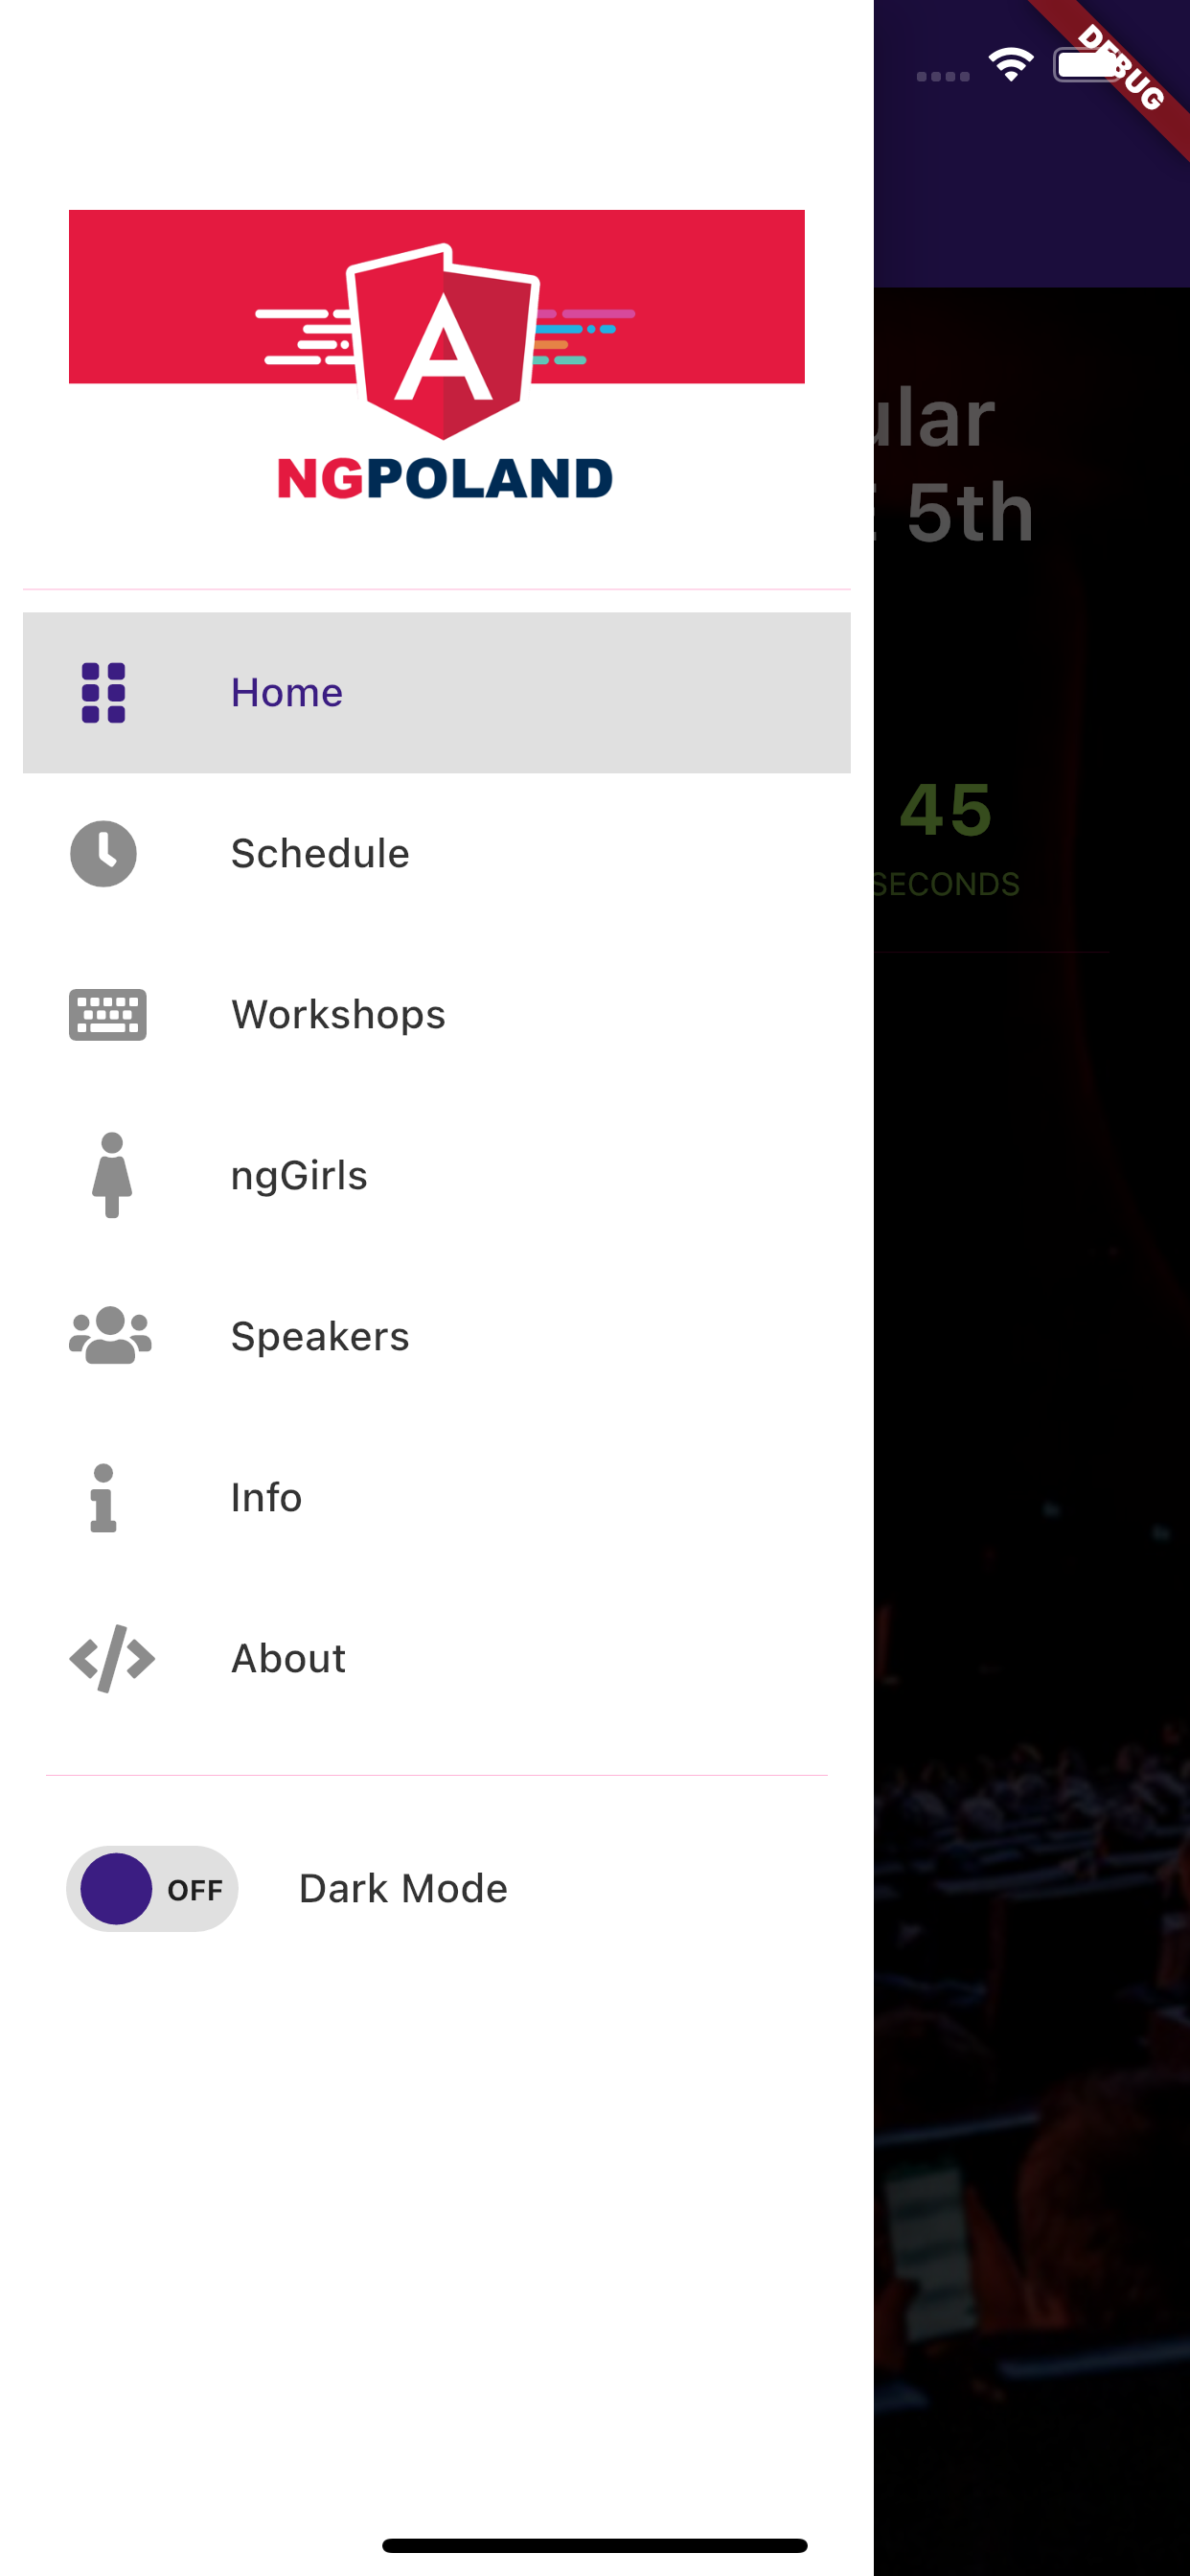 DEBUG
A
NGPOLAND
ular
5th
Home
45
Schedule
SECONDS
Workshops
ngGirls
Speakers
Info
About
OFF
Dark Mode